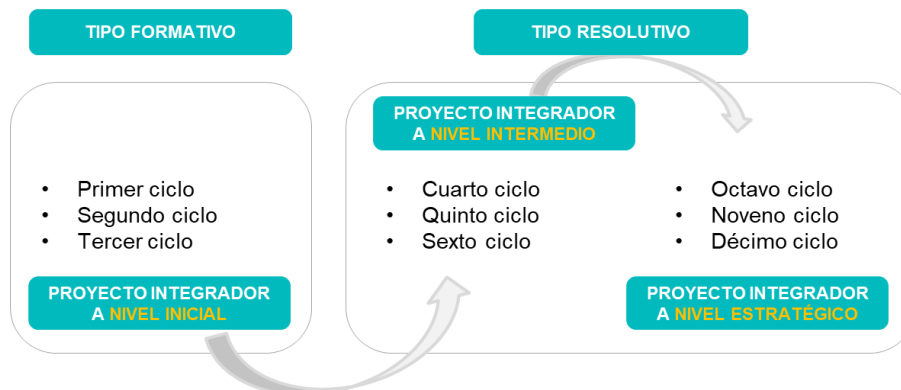 TIPO FORMATIVO
TIPO RESOLUTIVO
PROYECTO INTEGRADOR
A NIVEL INTERMEDIO
• Primer ciclo
• Segundo ciclo
• Tercer ciclo
• Cuarto ciclo
• Quinto ciclo
• Sexto ciclo
• Octavo ciclo
• Noveno ciclo
• Décimo ciclo
PROYECTO INTEGRADOR
A NIVEL INICIAL
PROYECTO INTEGRADOR
A NIVEL ESTRATÉGICO